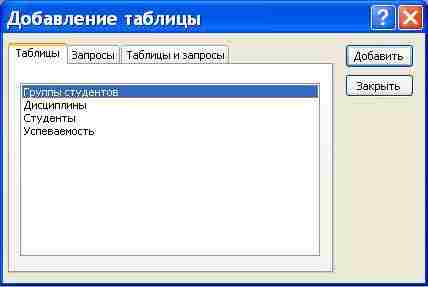 Добавление таблицы
Таблицы
Запросы
Таблицы и запросы
Добавить
Закрыть
Группы студентов
Дисциплины
Студенты
Успеваемость